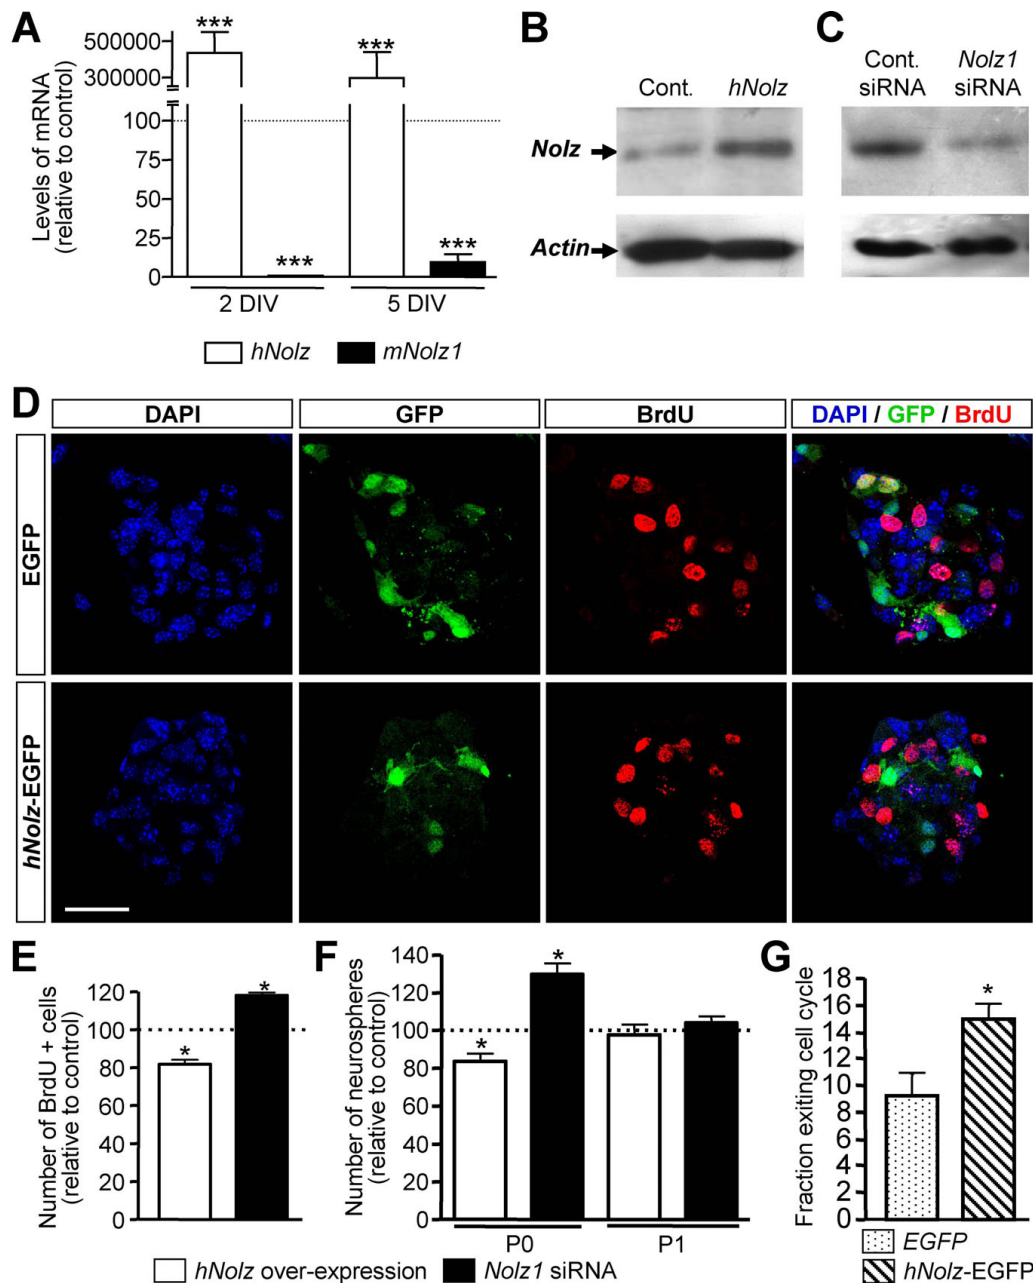 A
Levels of mRNA
(relative to control)
500000
300000
100
75
50
25
0
***
***
***
***
2 DIV
5 DIV
hNolz
mNolz1
B
Cont.
hNolz
Nolz
Actin
C
Cont.
siRNA
Nolz1
siRNA
D
DAPI
GFP
BrdU
DAPI / GFP / BrdU
EGFP
hNolz-EGFP
E
Number of BrdU + cells
(relative to control)
120
100
80
60
40
20
0
*
*
F
Number of neurospheres
(relative to control)
140
120
100
80
60
40
20
0
*
*
P0
P1
hNolz over-expression
Nolz1 siRNA
G
Fraction exiting cell cycle
18
16
14
12
10
8
6
4
2
0
*
EGFP
hNolz-EGFP